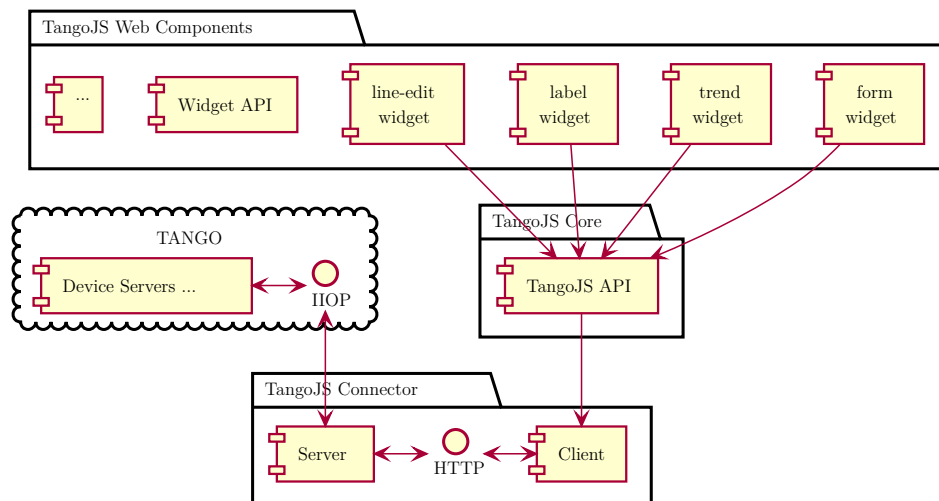 TangoJS Web Components
...
Widget API
line-edit
widget
label
widget
trend
widget
form
widget
TANGO
TangoJS Core
Device Servers ...
IIOP
TangoJS API
TangoJS Connector
Server
HTTP
Client